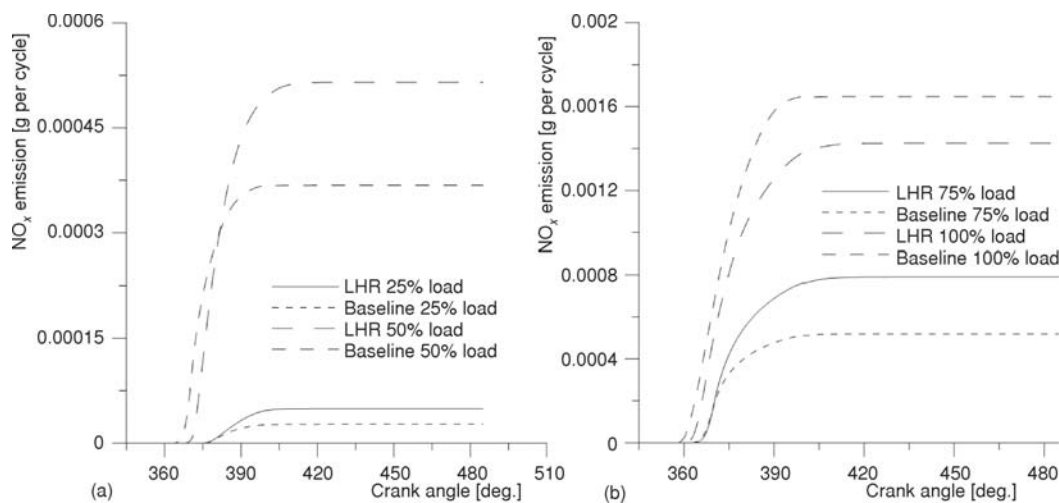 NOx emission [g per cycle]
0.0006
0.00045
0.0003
0.00015
0
LHR 25% load
Baseline 25% load
LHR 50% load
Baseline 50% load
360 390 420 450 480 510
(a) Crank angle [deg.]
NOx emission [g per cycle]
0.002
0.0016
0.0012
0.0008
0.0004
0
LHR 75% load
Baseline 75% load
LHR 100% load
Baseline 100% load
360 390 420 450 480
(b) Crank angle [deg.]